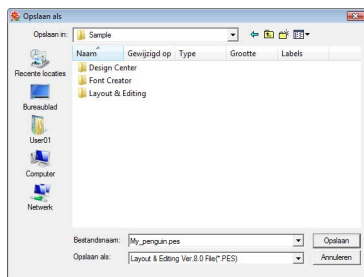 Opslaan als
Opslaan in: Sample
Naam Gewijzigd op Type Grootte Labels
Design Center
Font Creator
Layout & Editing
Recente locaties
Bureaublad
User01
Computer
Netwerk
Bestandsnaam: My_penguin.pes Opslaan
Opslaan als: Layout & Editing Ver.8.0 File(*.PES) Annuleren